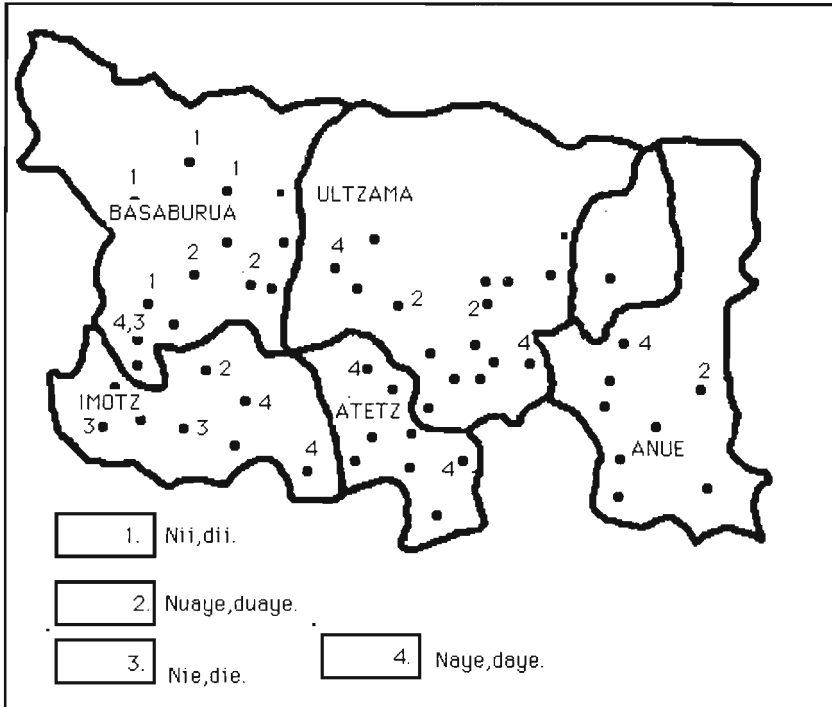 1
1
1
BASABURUA
ULTZAMA
4
2
2
1
2
2
4,3
4
4
2
4
2
IMOTZ
4
ATETZ
3
3
ANUE
4
4
1. Nii,dii.
2. Nuaye,duaye.
3. Nie,die.
4. Naye,daye.